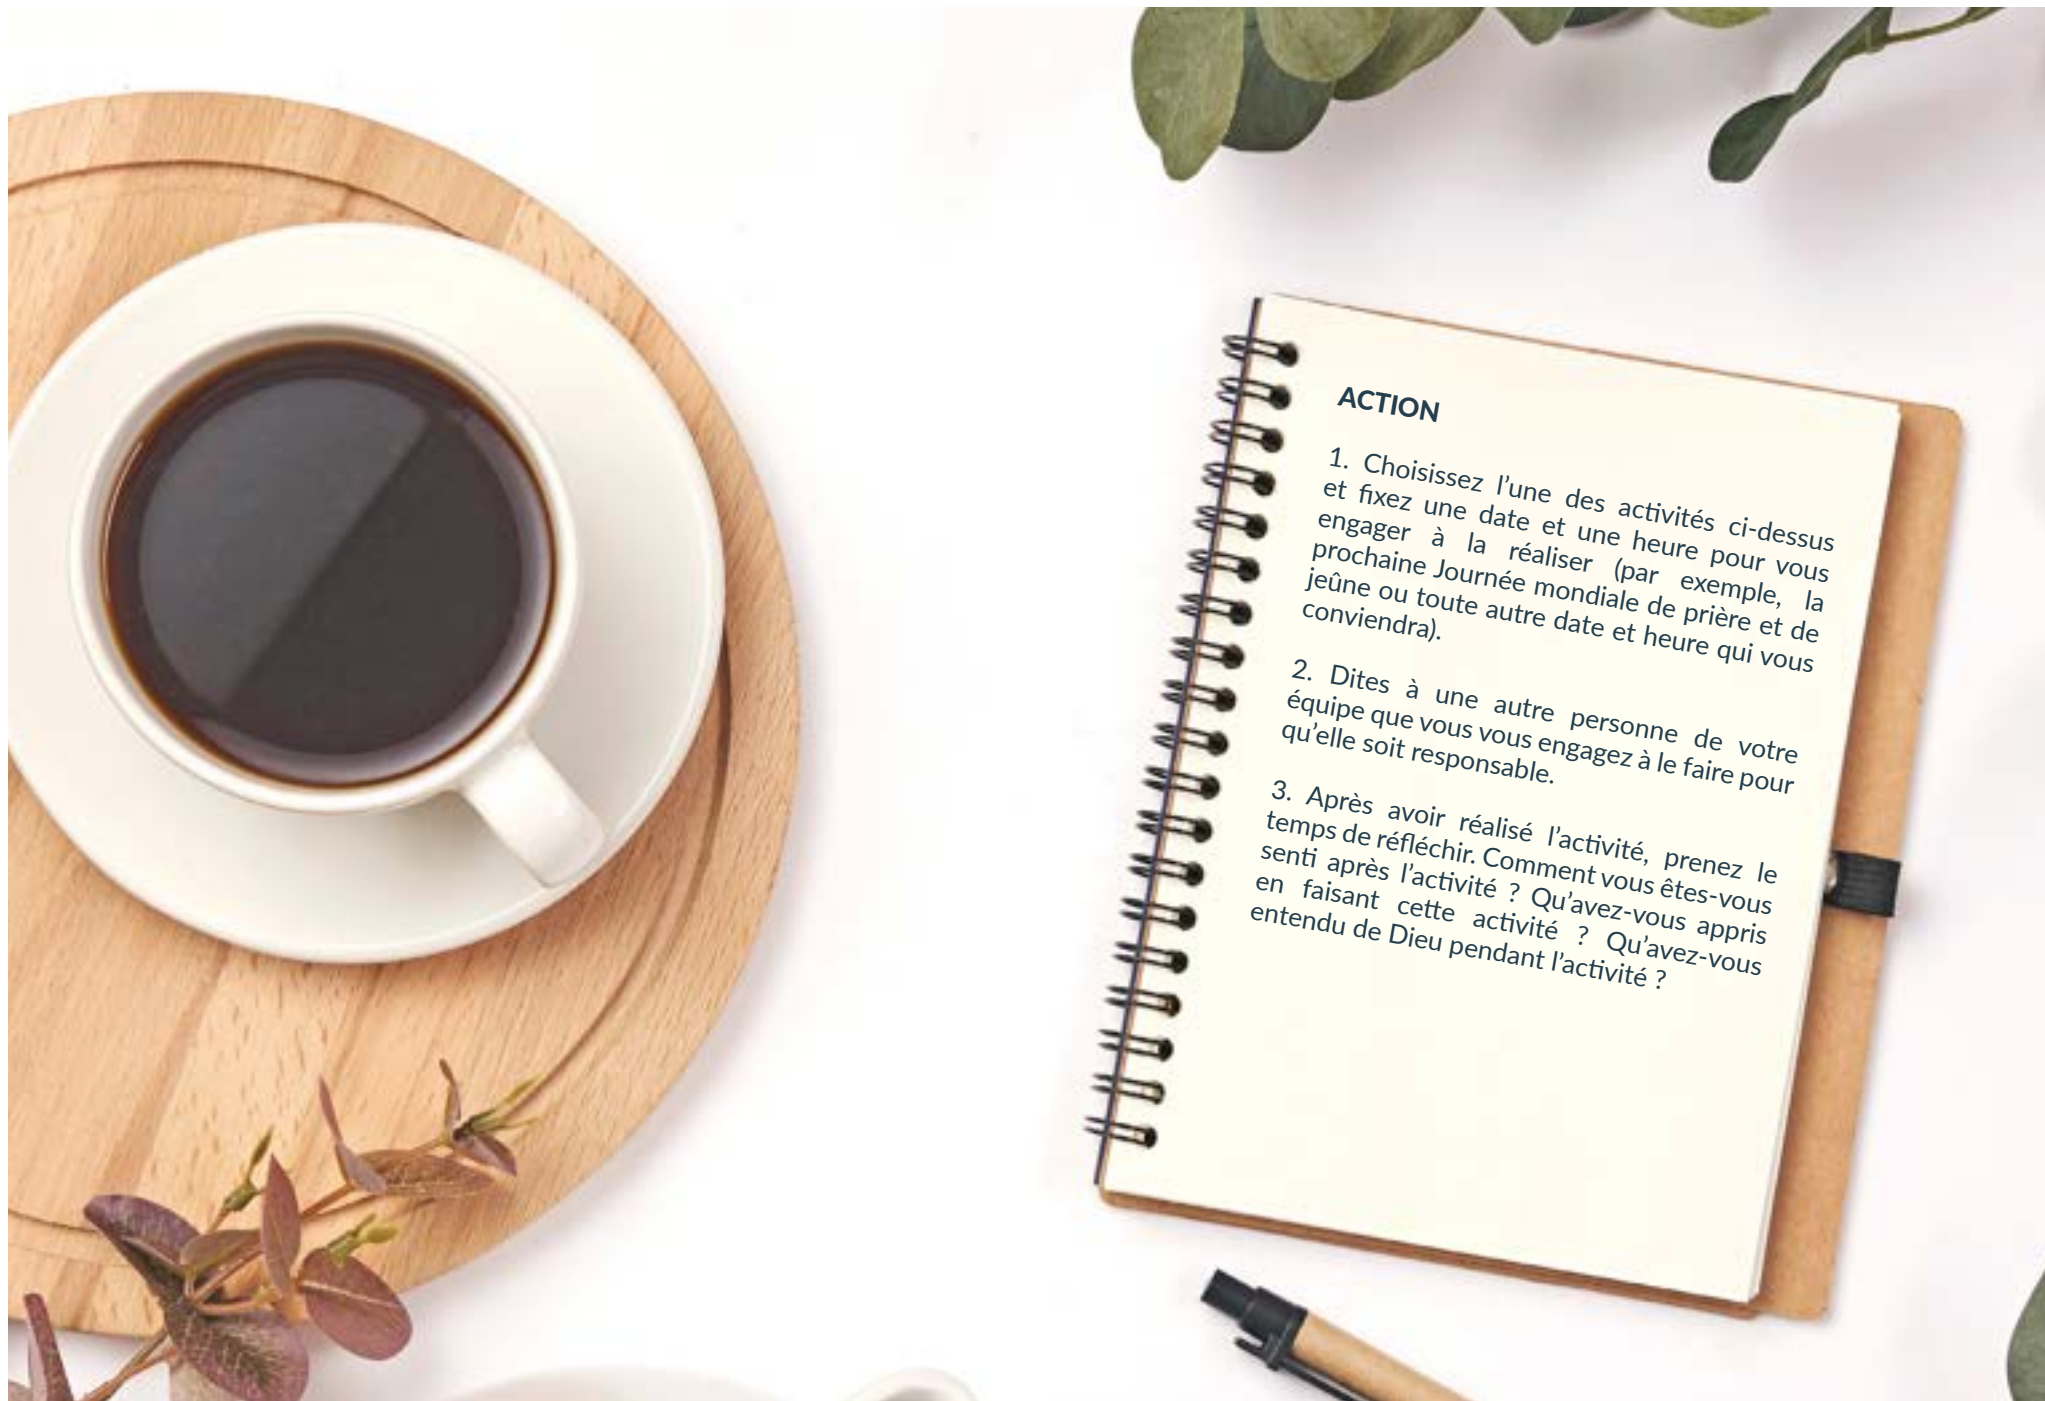 ACTION
1. Choisissez l’une des activités ci-dessus
et fixez une date et une heure pour vous
engager à la réaliser (par exemple, la
prochaine Journée mondiale de prière et de
jeûne ou toute autre date et heure qui vous
conviendra).
2. Dites à une autre personne de votre
équipe que vous vous engagez à le faire pour
qu’elle soit responsable.
3. Après avoir réalisé l’activité, prenez le
temps de réfléchir. Comment vous êtes-vous
senti après l’activité ? Qu’avez-vous appris
en faisant cette activité ? Qu’avez-vous
entendu de Dieu pendant l’activité ?